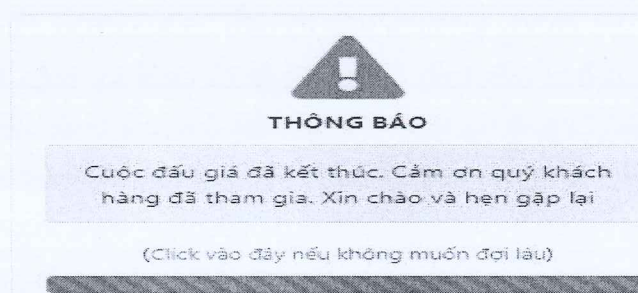 THÔNG BÁO
Cuộc đấu giá đã kết thúc. Cảm ơn quý khách
hàng đã tham gia. Xin chào và hẹn gặp lại
(Click vào đây nếu không muốn đợi lâu)